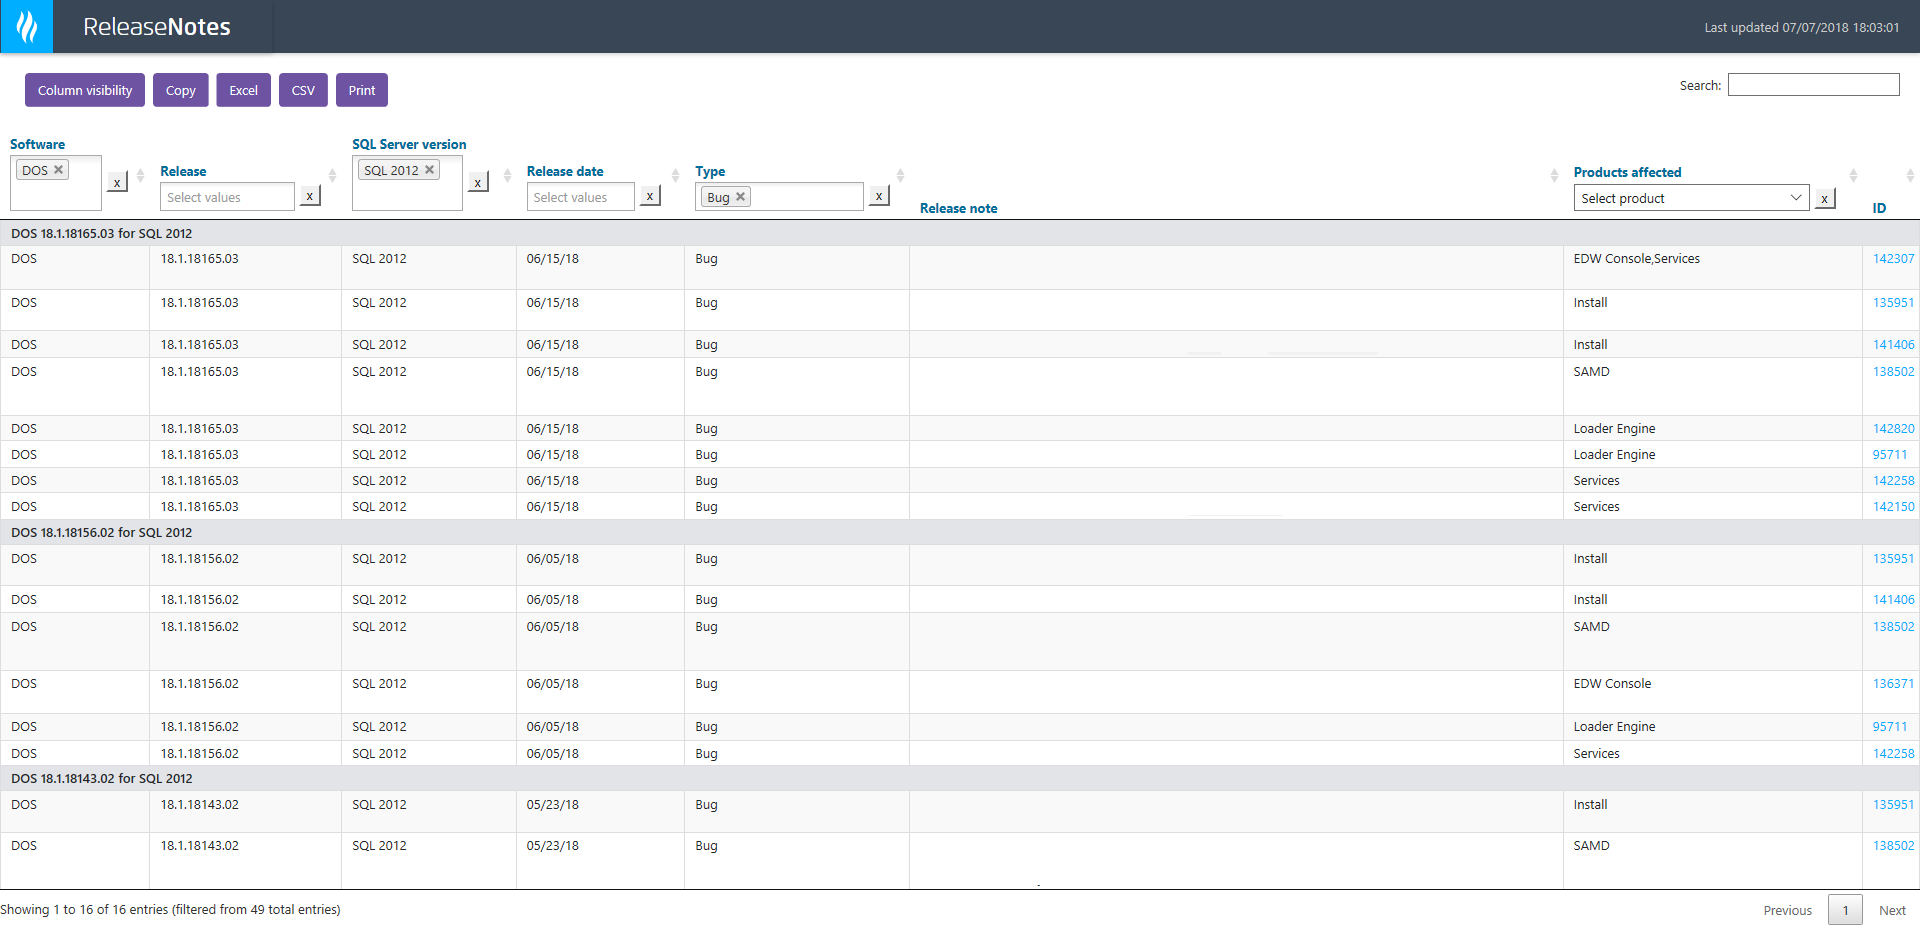 ReleaseNotes
Last updated 07/07/2018 18:03:01
Column visibility Copy Excel CSV Print
Search:
Software SQL Server version
DOS x Release SQL 2012 x Release date Type Products affected
x Select values x x Select values x Bug x x Select product x
Release note ID
DOS 18.1.18165.03 for SQL 2012
DOS 18.1.18165.03 SQL 2012 06/15/18 Bug EDW Console,Services 142307
DOS 18.1.18165.03 SQL 2012 06/15/18 Bug Install 135951
DOS 18.1.18165.03 SQL 2012 06/15/18 Bug Install 141406
DOS 18.1.18165.03 SQL 2012 06/15/18 Bug SAMD 138502
DOS 18.1.18165.03 SQL 2012 06/15/18 Bug Loader Engine 142820
DOS 18.1.18165.03 SQL 2012 06/15/18 Bug Loader Engine 95711
DOS 18.1.18165.03 SQL 2012 06/15/18 Bug Services 142258
DOS 18.1.18165.03 SQL 2012 06/15/18 Bug Services 142150
DOS 18.1.18156.02 for SQL 2012
DOS 18.1.18156.02 SQL 2012 06/05/18 Bug Install 135951
DOS 18.1.18156.02 SQL 2012 06/05/18 Bug Install 141406
DOS 18.1.18156.02 SQL 2012 06/05/18 Bug SAMD 138502
DOS 18.1.18156.02 SQL 2012 06/05/18 Bug EDW Console 136371
DOS 18.1.18156.02 SQL 2012 06/05/18 Bug Loader Engine 95711
DOS 18.1.18156.02 SQL 2012 06/05/18 Bug Services 142258
DOS 18.1.18143.02 for SQL 2012
DOS 18.1.18143.02 SQL 2012 05/23/18 Bug Install 135951
DOS 18.1.18143.02 SQL 2012 05/23/18 Bug SAMD 138502
Showing 1 to 16 of 16 entries (filtered from 49 total entries)
Previous 1 Next